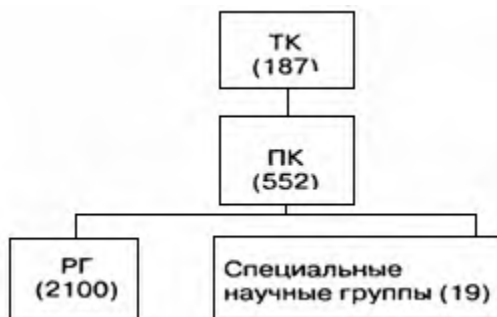 ТК
(187)
ПК
(552)
РГ
(2100)
Специальные
научные группы (19)